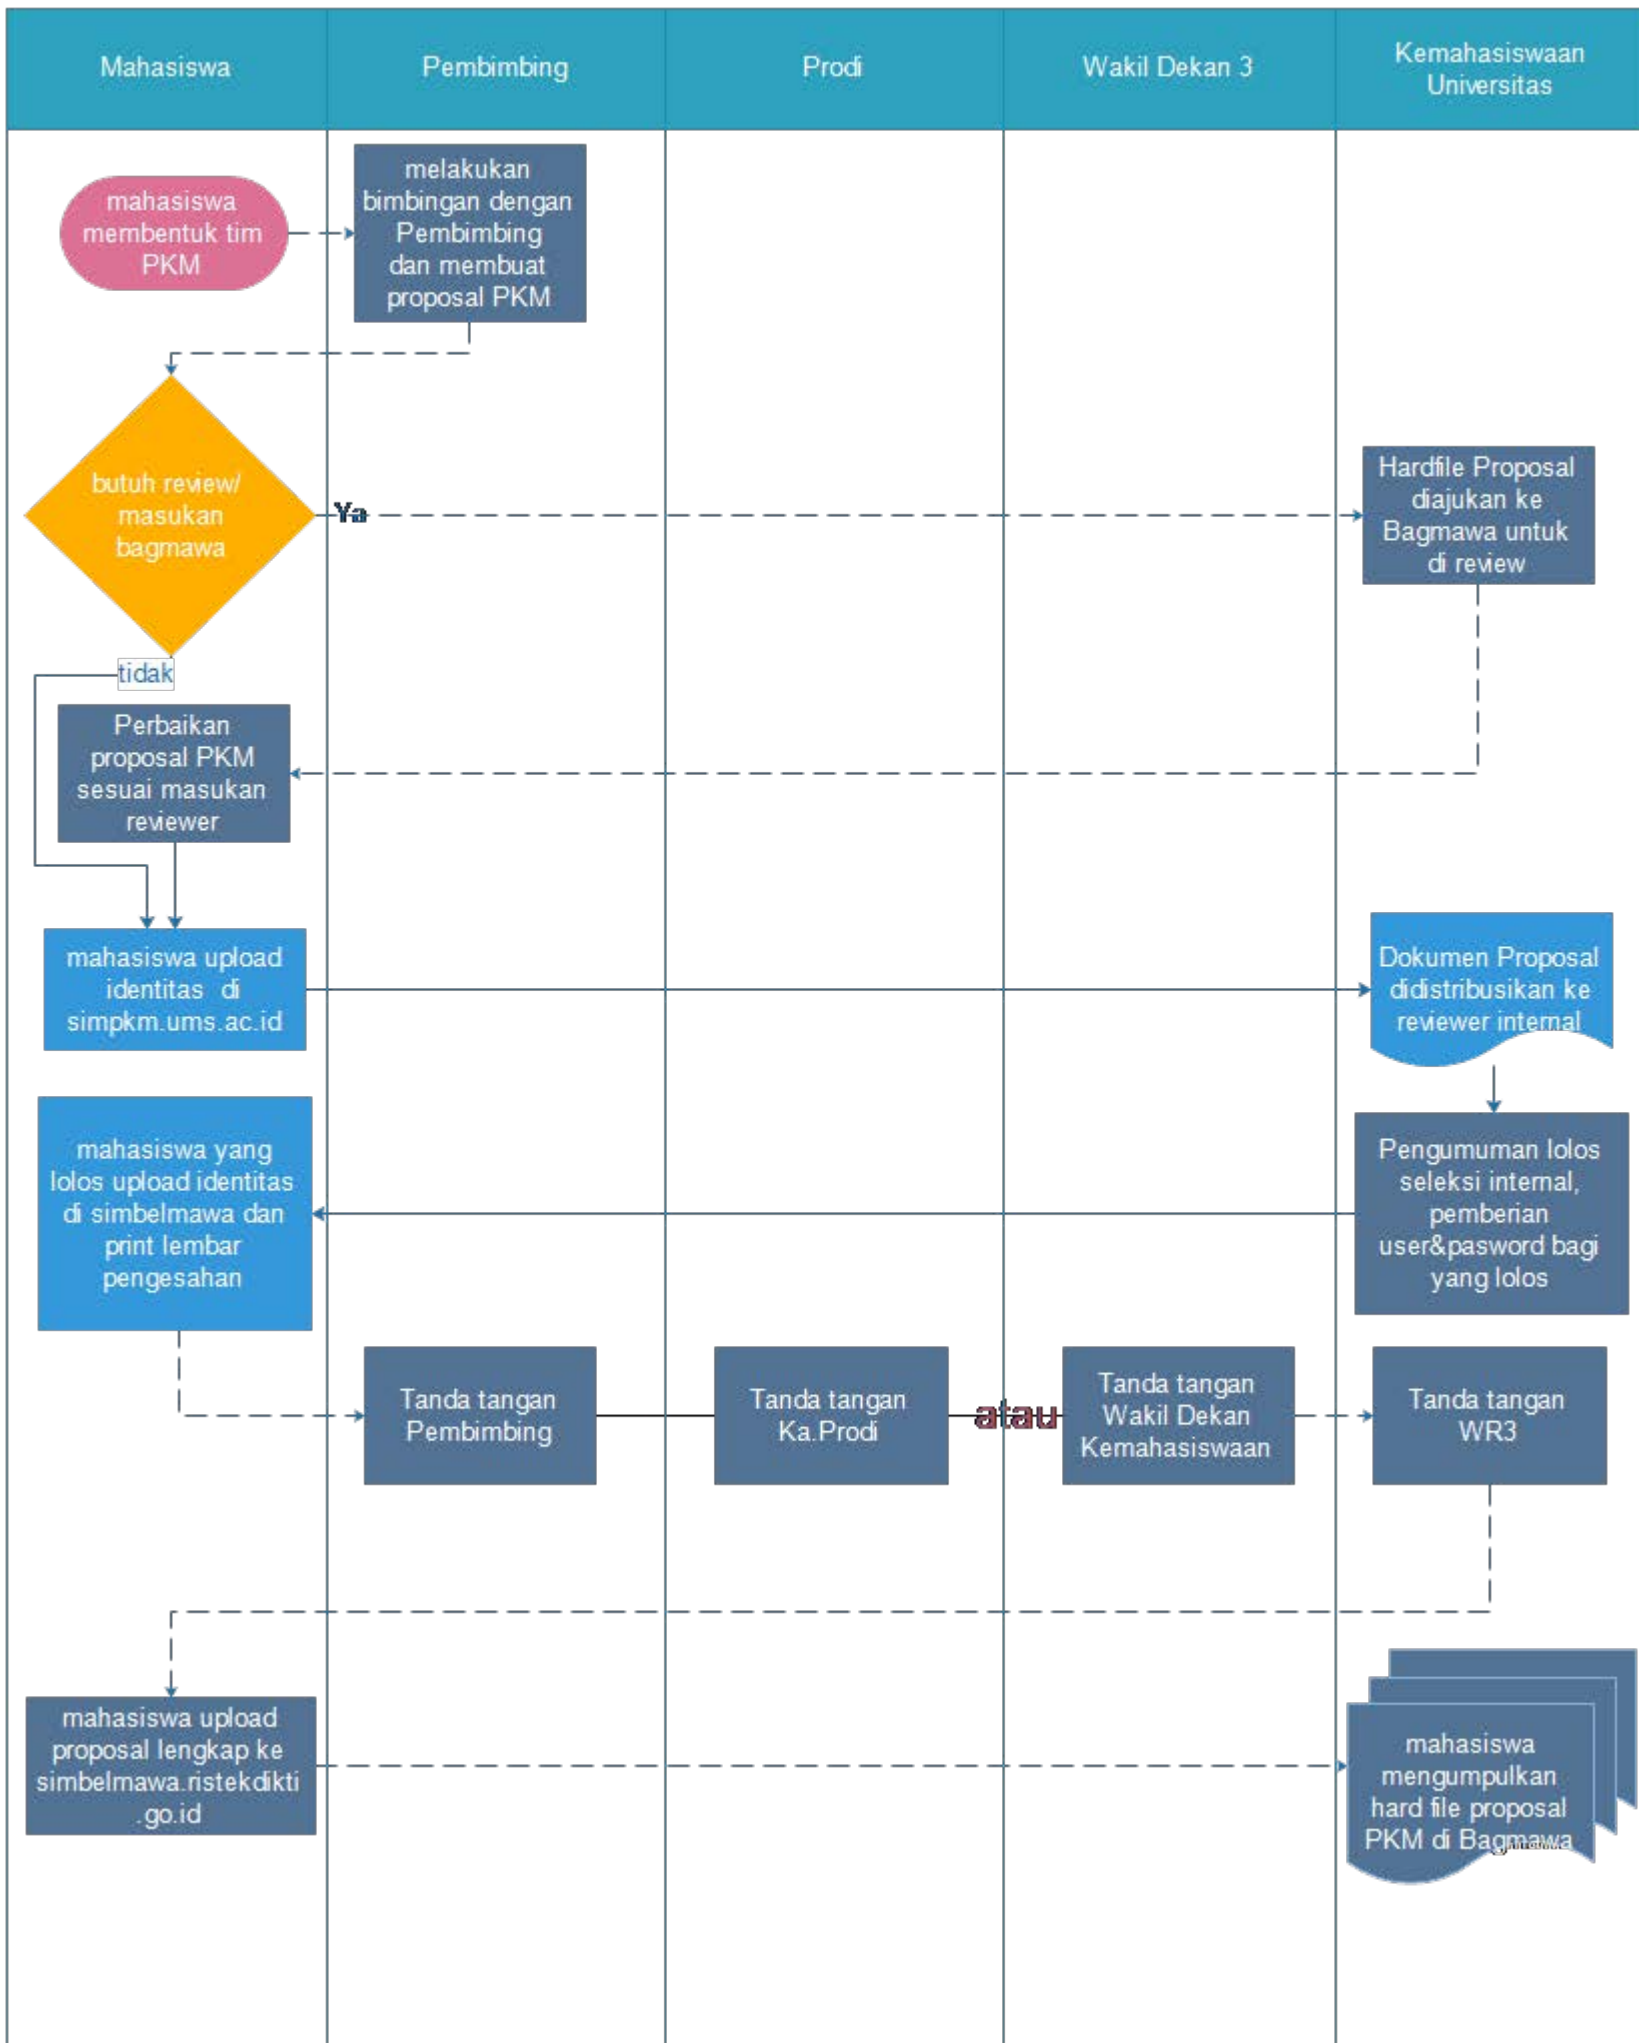 Mahasiswa
Pembimbing
Prodi
Wakil Dekan 3
Kemahasiswaan
Universitas
mahasiswa
membentuk tim
PKM
melakukan
bimbingan dengan
Pembimbing
dan membuat
proposal PKM
butuh review/
masukan
bagmawa
Ya
Hardfile Proposal
diajukan ke
Bagmawa untuk
di review
tidak
Perbaikan
proposal PKM
sesuai masukan
reviewer
mahasiswa upload
identitas di
simpkm.ums.ac.id
Dokumen Proposal
didistribusikan ke
reviewer internal
mahasiswa yang
lolos upload identitas
di simbelmawa dan
print lembar
pengesahan
Pengumuman lolos
seleksi internal,
pemberian
user&pasword bagi
yang lolos
Tanda tangan
Pembimbing
Tanda tangan
Ka.Prodi
atau
Tanda tangan
Wakil Dekan
Kemahasiswaan
Tanda tangan
WR3
mahasiswa upload
proposal lengkap ke
simbelmawa.ristekdikti
.go.id
mahasiswa
mengumpulkan
hard file proposal
PKM di Bagmawa